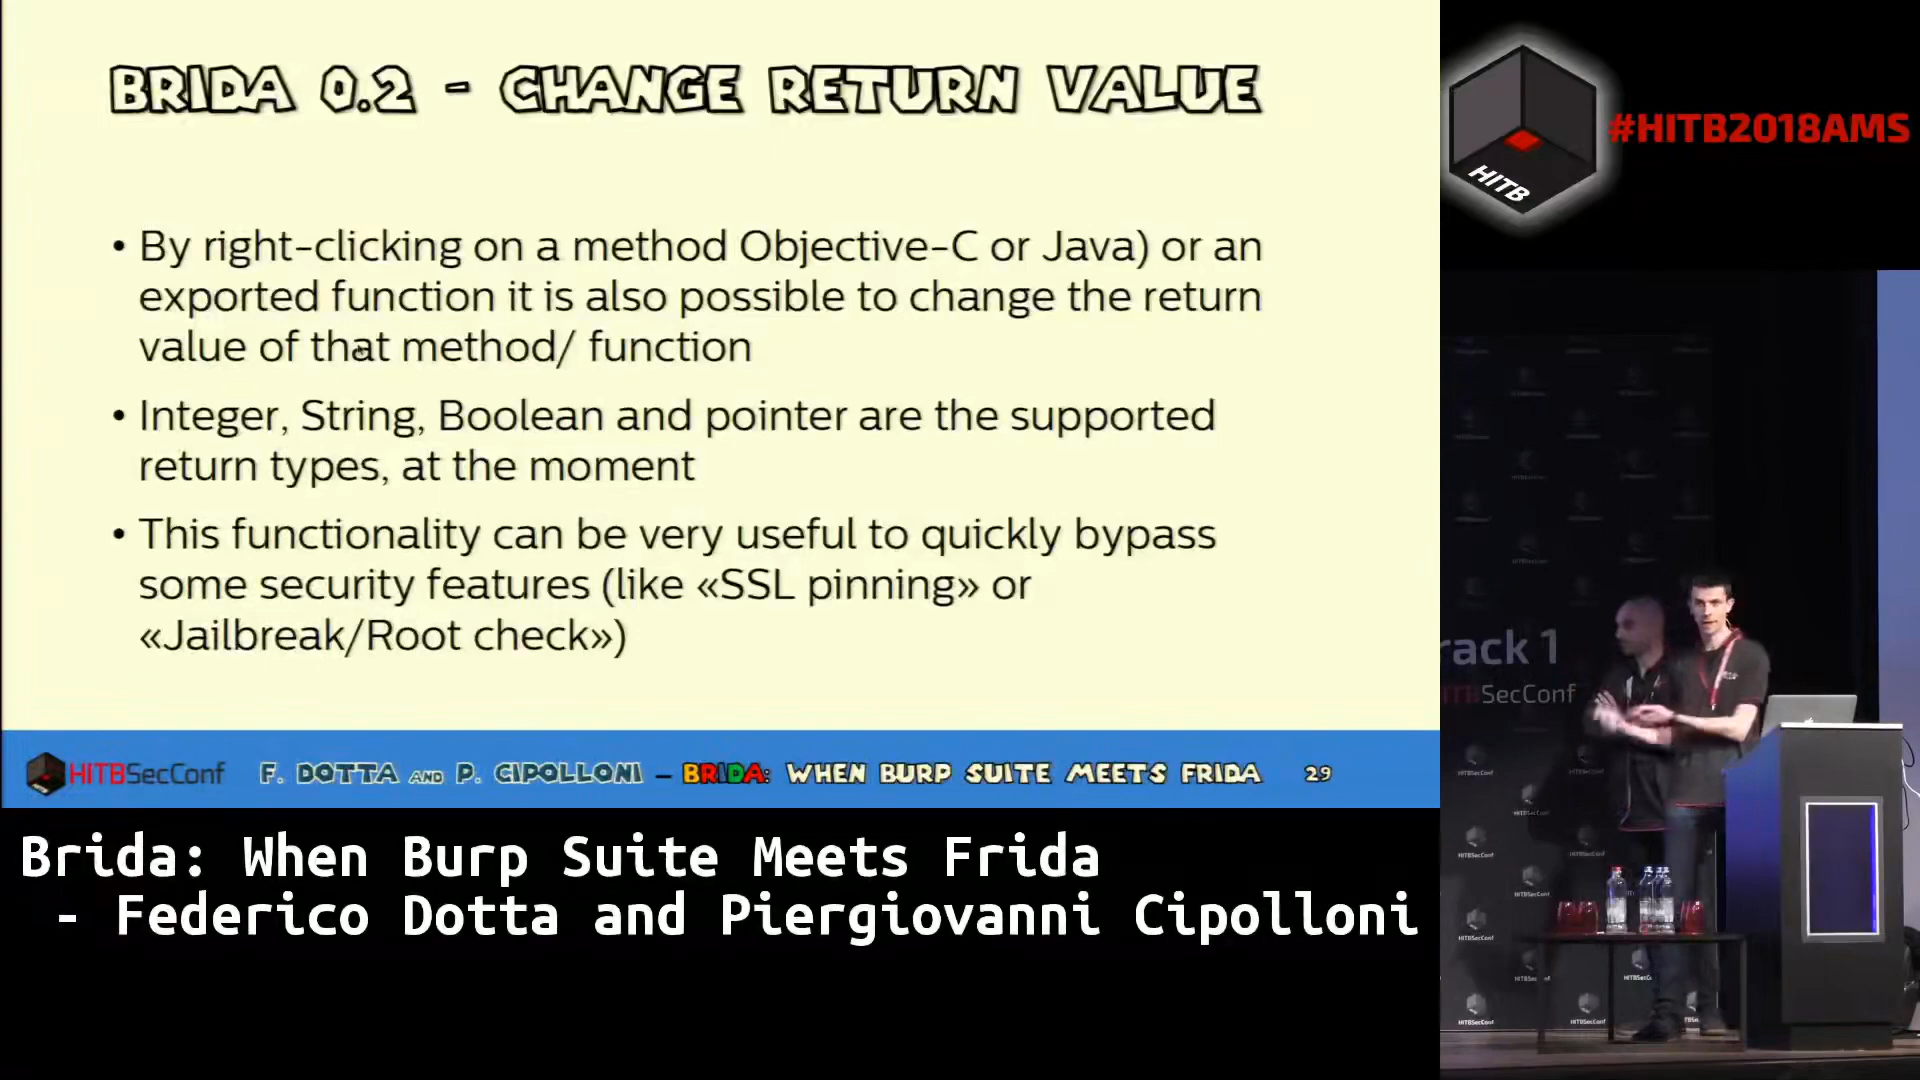 BRIDA 0.2 - CHANGE RETURN VALUE
• By right-clicking on a method Objective-C or Java) or an
exported function it is also possible to change the return
value of that method/ function
• Integer, String, Boolean and pointer are the supported
return types, at the moment
• This functionality can be very useful to quickly bypass
some security features (like «SSL pinning» or
«Jailbreak/Root check»)
HITBSecConf F. DOTTA AND P. CIPOLLONI – BRIDA: WHEN BURP SUITE MEETS FRIDA 29
Brida: When Burp Suite Meets Frida
- Federico Dotta and Piergiovanni Cipolloni
HITB
#HITB2018AMS
rack 1
SecConf